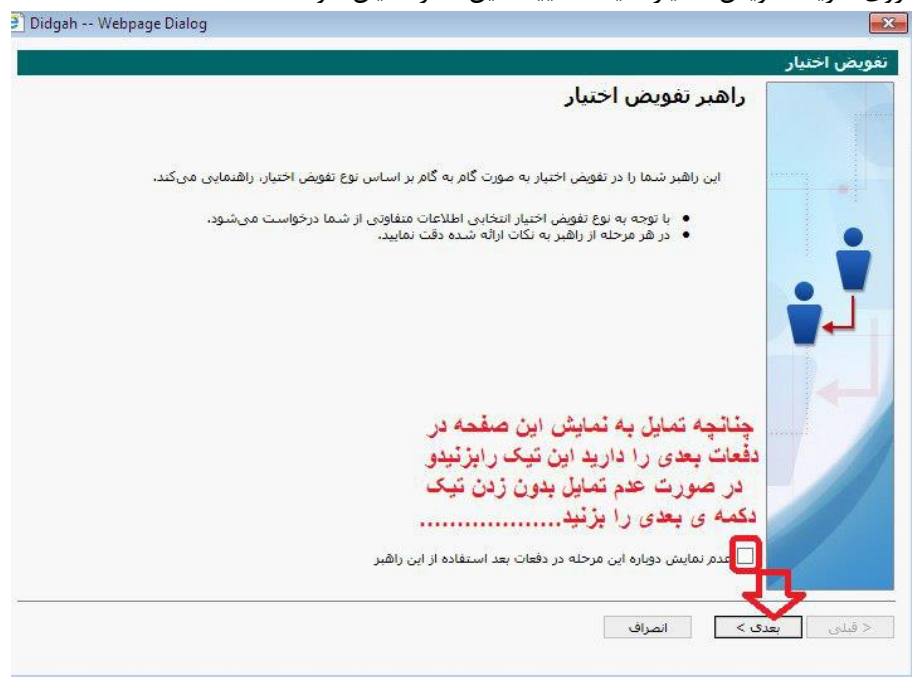 Didgah -- Webpage Dialog
تفویض اختیار
راهبر تفویض اختیار
این راهبر شما را در تفویض اختیار به صورت گام به گام بر اساس نوع تفویض اختیار، راهنمایی می‌کند.
● با توجه به نوع تفویض اختیار انتخابی اطلاعات متفاوتی از شما درخواست می‌شود.
● در هر مرحله از راهبر به نکات ارائه شده دقت نمایید.
چنانچه تمایل به نمایش این صفحه در
دفعات بعدی را دارید این تیک رابزنیدو
در صورت عدم تمایل بدون زدن تیک
دکمه ی بعدی را بزنید...................
عدم نمایش دوباره این مرحله در دفعات بعد استفاده از این راهبر
< قبلی
بعدی >
انصراف